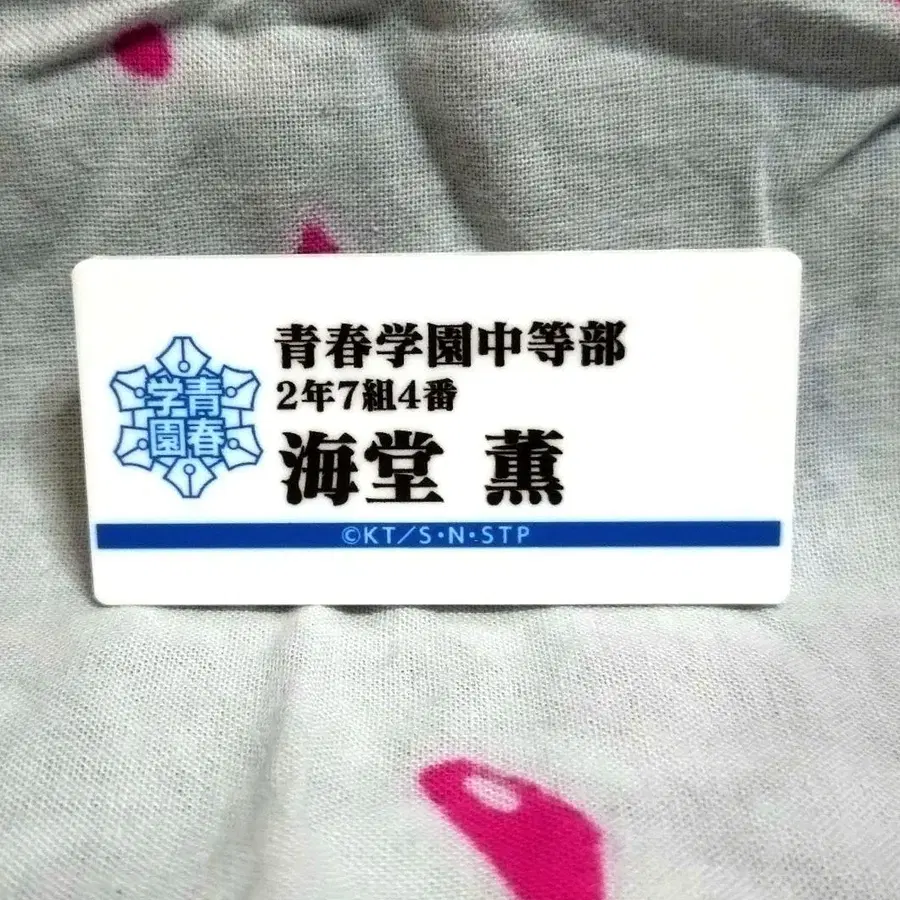 青春学園中等部
2年7組4番
海堂 薫
学青
園春
©KT/S・N・STP